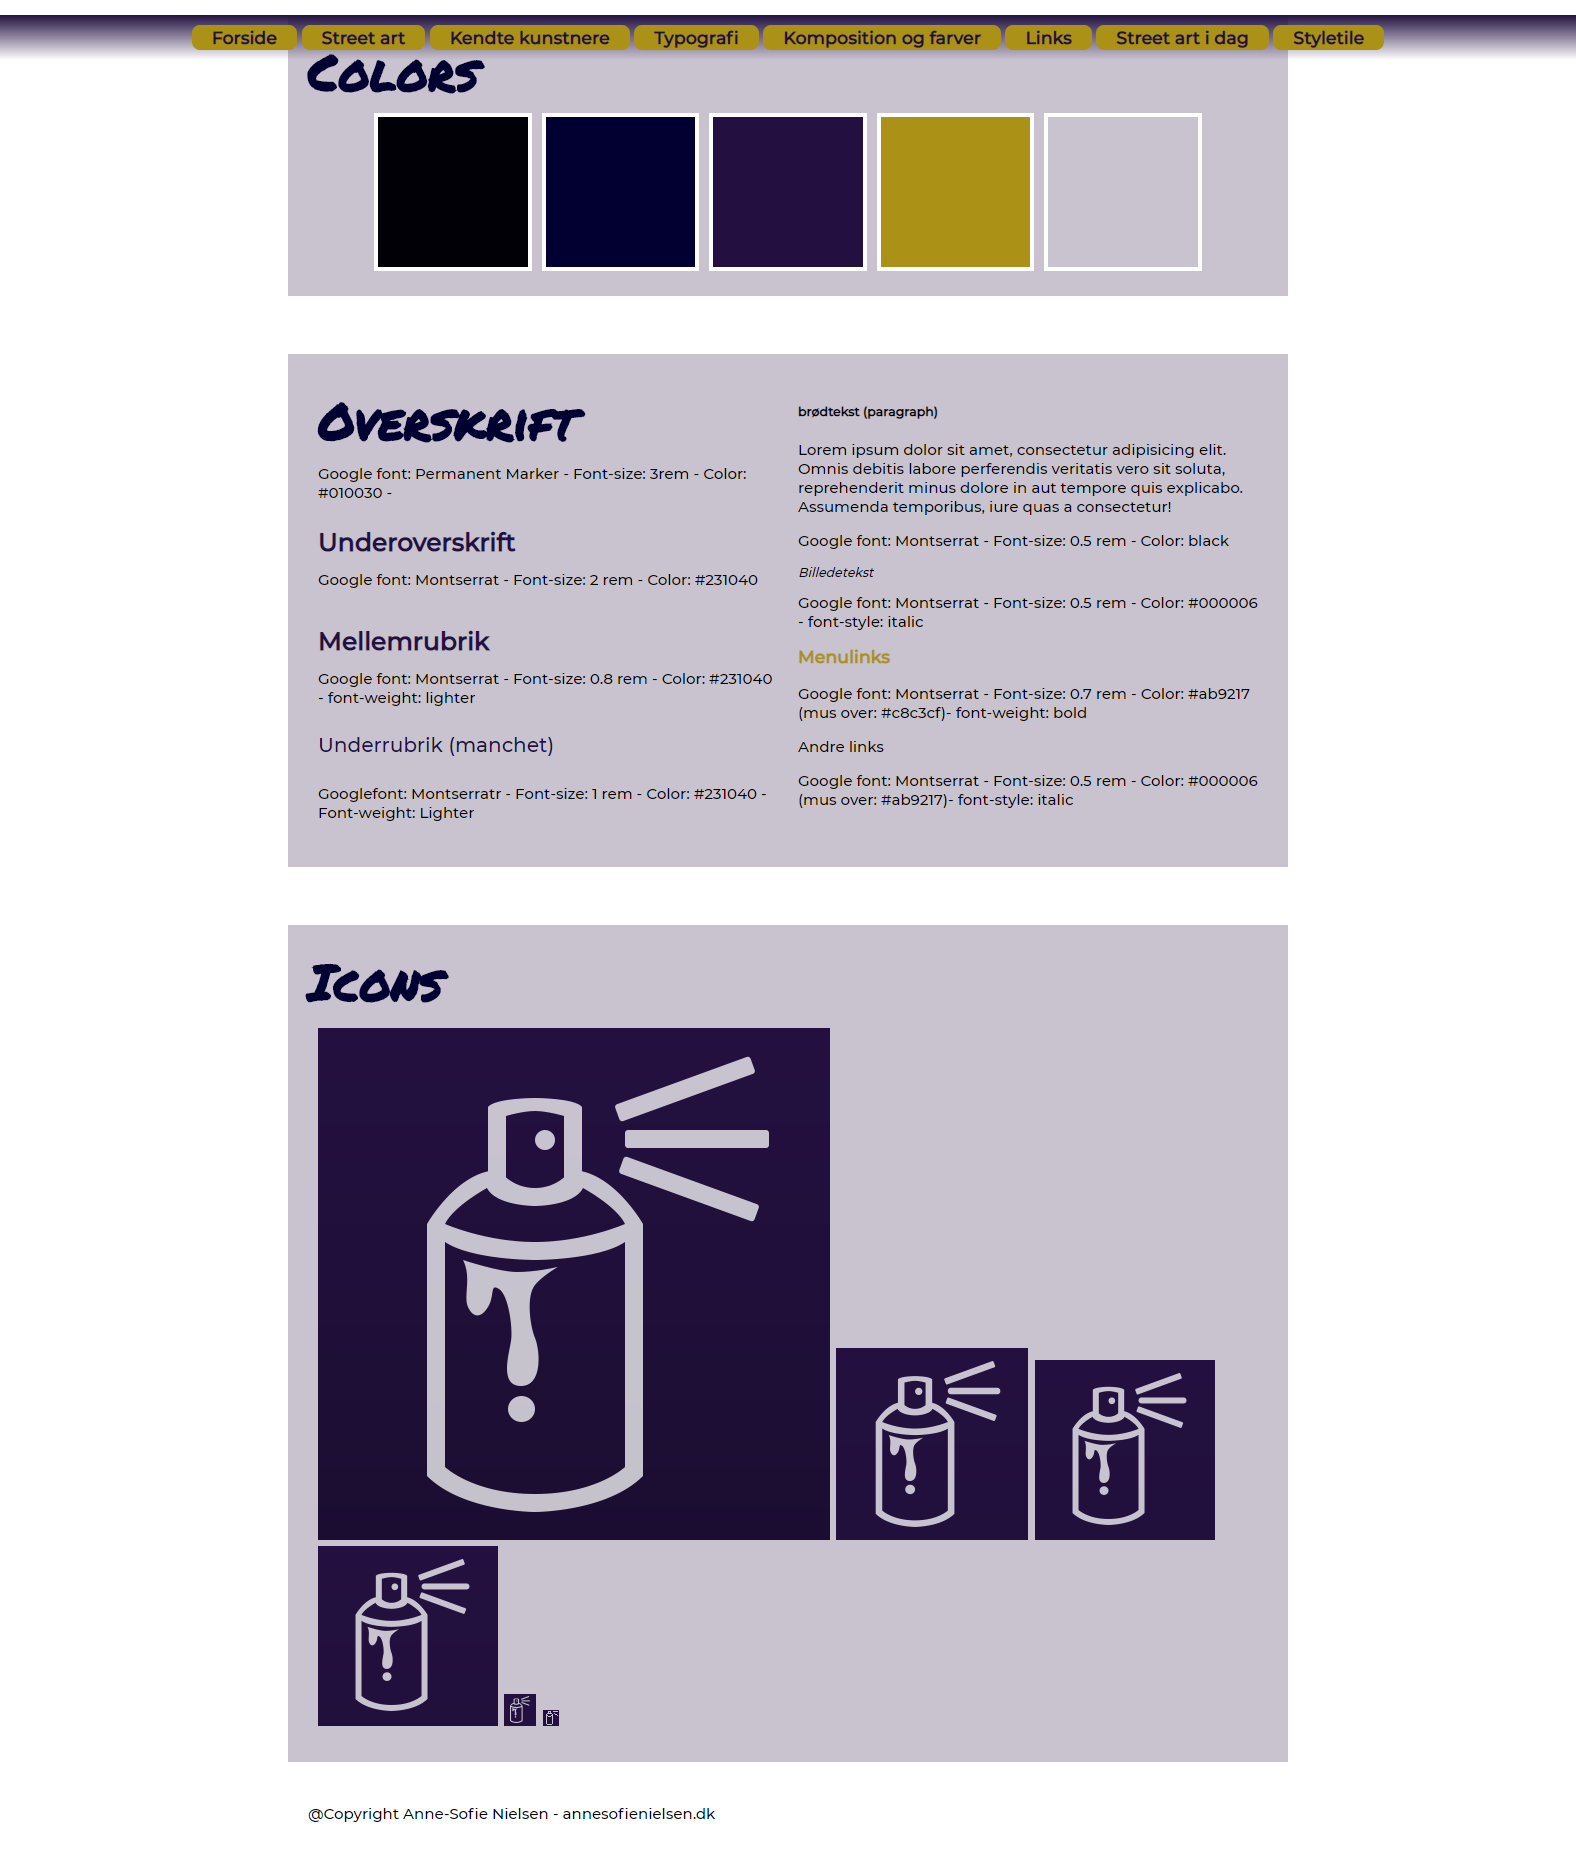 Forside Street art Kendte kunstnere Typografi Komposition og farver Links Street art i dag Styletile
Colors
Overskrift
Google font: Permanent Marker - Font-size: 3rem - Color:
#010030 -
Underoverskrift
Google font: Montserrat - Font-size: 2 rem - Color: #231040
Mellemrubrik
Google font: Montserrat - Font-size: 0.8 rem - Color: #231040
- font-weight: lighter
Underrubrik (manchet)
Googlefont: Montserratr - Font-size: 1 rem - Color: #231040 -
Font-weight: Lighter
brødtekst (paragraph)
Lorem ipsum dolor sit amet, consectetur adipisicing elit.
Omnis debitis labore perferendis veritatis vero sit soluta,
reprehenderit minus dolore in aut tempore quis explicabo.
Assumenda temporibus, iure quas a consectetur!
Google font: Montserrat - Font-size: 0.5 rem - Color: black
Billedetekst
Google font: Montserrat - Font-size: 0.5 rem - Color: #000006
- font-style: italic
Menulinks
Google font: Montserrat - Font-size: 0.7 rem - Color: #ab9217
(mus over: #c8c3cf)- font-weight: bold
Andre links
Google font: Montserrat - Font-size: 0.5 rem - Color: #000006
(mus over: #ab9217)- font-style: italic
Icons
@Copyright Anne-Sofie Nielsen - annesofienielsen.dk